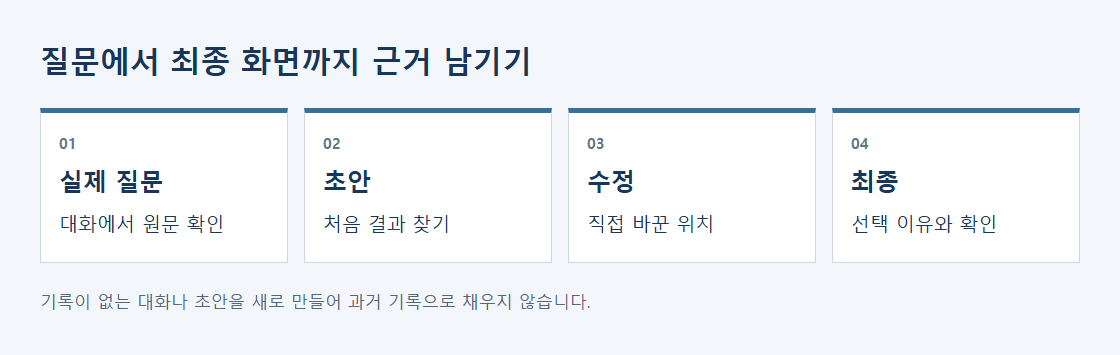 질문에서 최종 화면까지 근거 남기기
01
실제 질문
대화에서 원문 확인
02
초안
처음 결과 찾기
03
수정
직접 바꾼 위치
04
최종
선택 이유와 확인
기록이 없는 대화나 초안을 새로 만들어 과거 기록으로 채우지 않습니다.